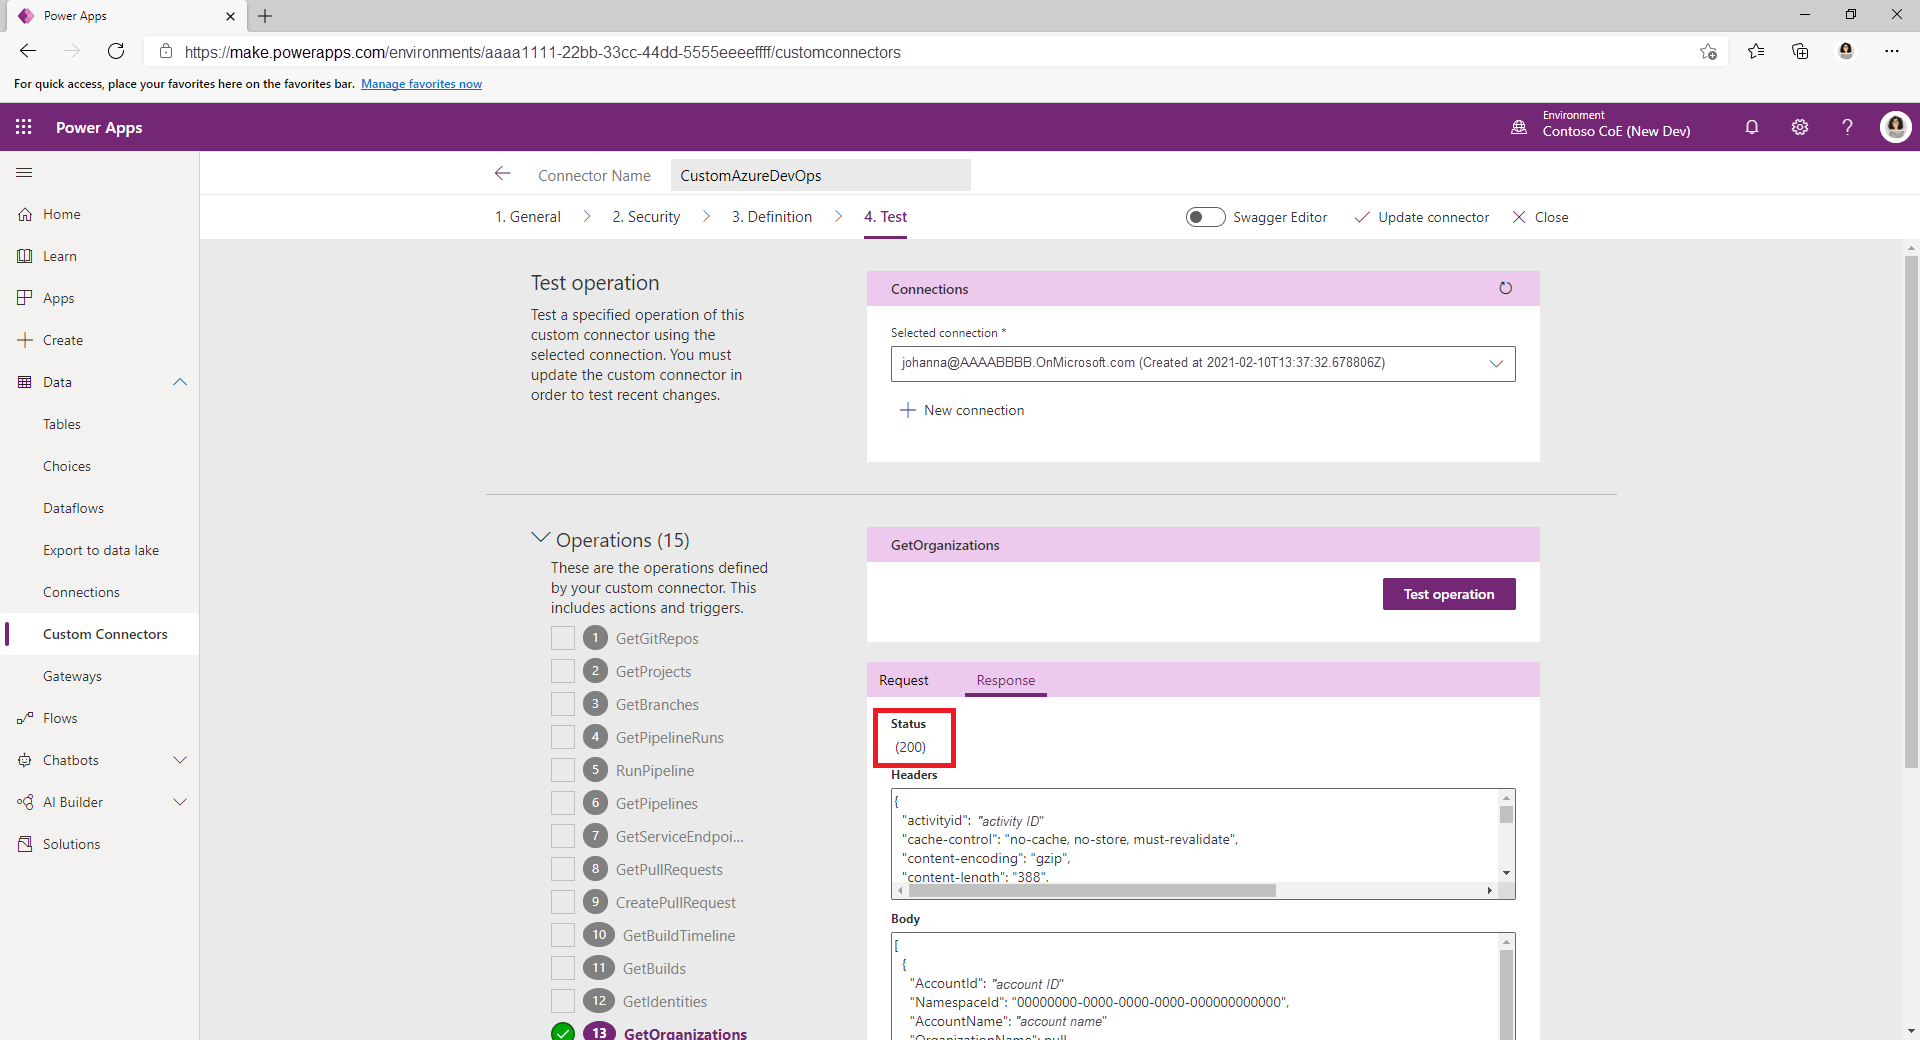 Power Apps
https://make.powerapps.com/environments/aaaa1111-22bb-33cc-44dd-5555eeeeffff/customconnectors
For quick access, place your favorites here on the favorites bar. Manage favorites now
Power Apps
Environment
Contoso CoE (New Dev)
Connector Name CustomAzureDevOps
1. General 2. Security 3. Definition 4. Test Swagger Editor Update connector Close
Home
Learn
Apps
Create
Data
Tables
Choices
Dataflows
Export to data lake
Connections
Custom Connectors
Gateways
Flows
Chatbots
AI Builder
Solutions
Test operation
Test a specified operation of this
custom connector using the
selected connection. You must
update the custom connector in
order to test recent changes.
Connections
Selected connection *
johanna@AAAABBBB.OnMicrosoft.com (Created at 2021-02-10T13:37:32.678806Z)
New connection
Operations (15)
These are the operations defined
by your custom connector. This
includes actions and triggers.
1 GetGitRepos
2 GetProjects
3 GetBranches
4 GetPipelineRuns
5 RunPipeline
6 GetPipelines
7 GetServiceEndpoi...
8 GetPullRequests
9 CreatePullRequest
10 GetBuildTimeline
11 GetBuilds
12 GetIdentities
13 GetOrganizations
GetOrganizations
Test operation
Request Response
Status
(200)
Headers
{
"activityid": "activity ID"
"cache-control": "no-cache, no-store, must-revalidate",
"content-encoding": "gzip",
"content-length": "388",
Body
[
{
"AccountId": "account ID"
"NamespaceId": "00000000-0000-0000-0000-000000000000",
"AccountName": "account name"
"OrganizationName": null,